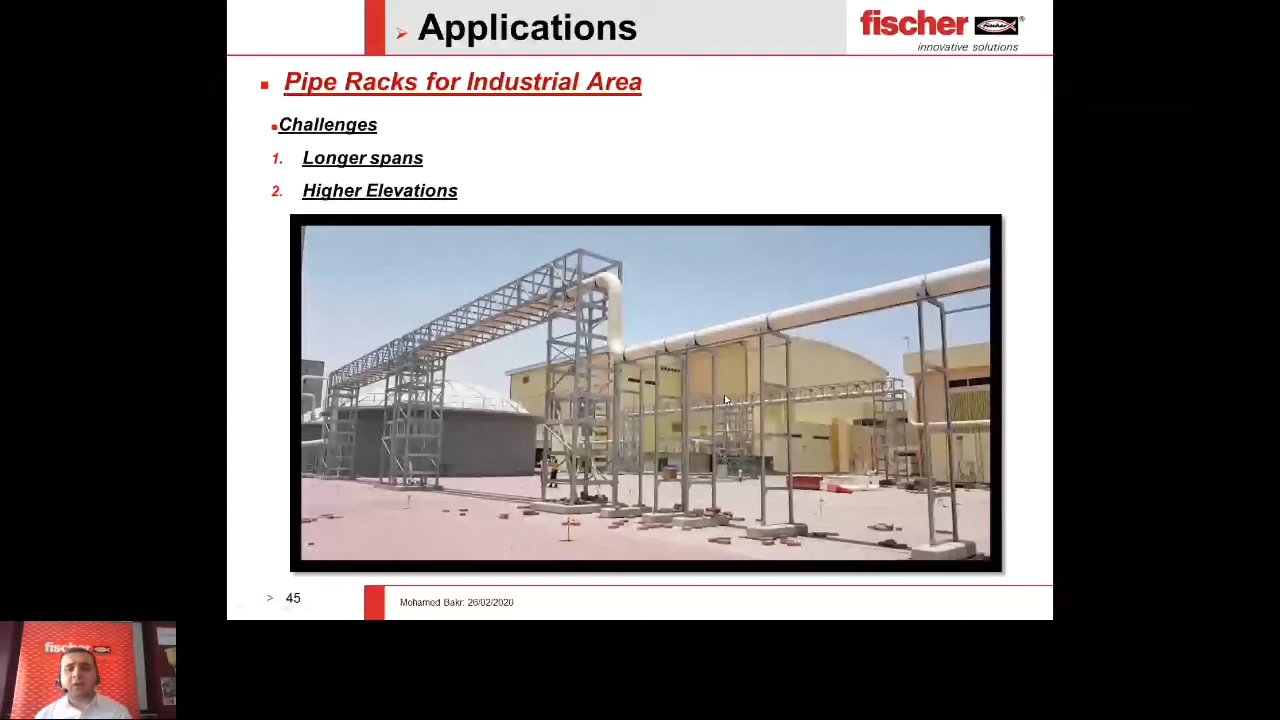 Applications
fischer
innovative solutions
Pipe Racks for Industrial Area
Challenges
1. Longer spans
2. Higher Elevations
> 45
Mohamed Bakr: 26/02/2020
fischer